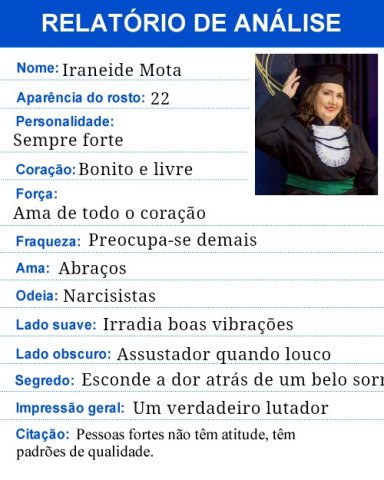 RELATÓRIO DE ANÁLISE
Nome: Iraneide Mota
Aparência do rosto: 22
Personalidade:
Sempre forte
Coração: Bonito e livre
Força:
Ama de todo o coração
Fraqueza: Preocupa-se demais
Ama: Abraços
Odeia: Narcisistas
Lado suave: Irradia boas vibrações
Lado obscuro: Assustador quando louco
Segredo: Esconde a dor atrás de um belo sorr
Impressão geral: Um verdadeiro lutador
Citação: Pessoas fortes não têm atitude, têm
padrões de qualidade.